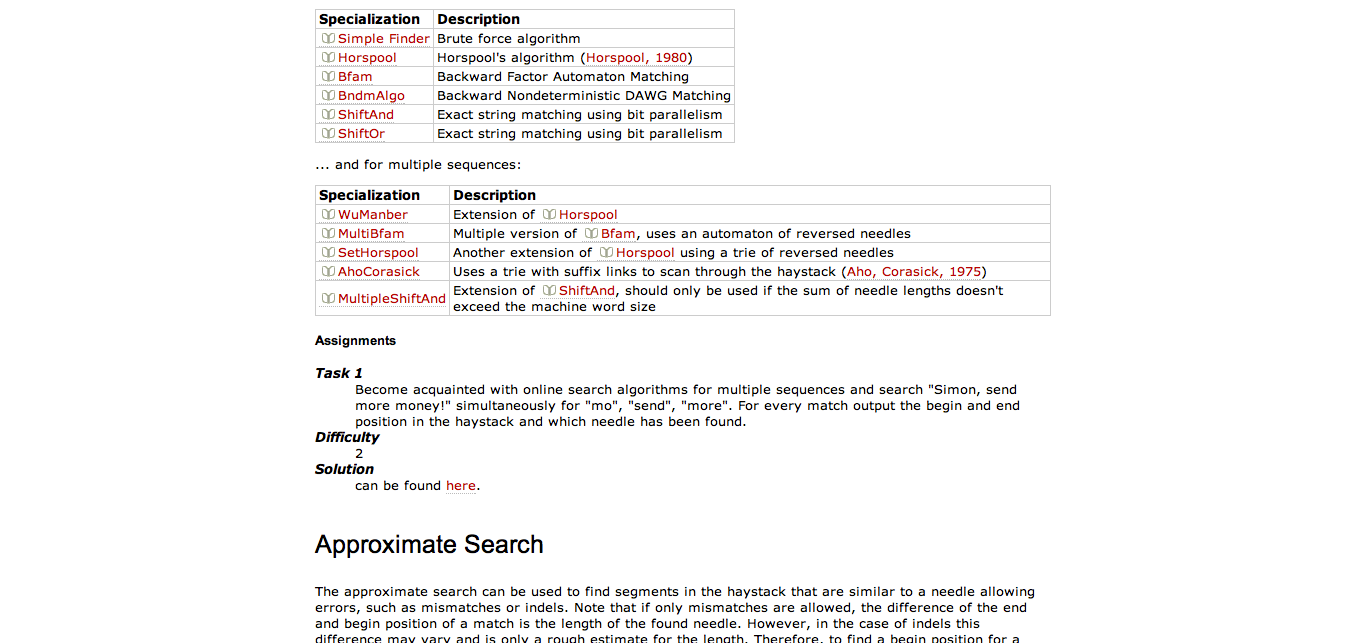 Specialization Description
Simple Finder Brute force algorithm
Horspool Horspool's algorithm (Horspool, 1980)
Bfam Backward Factor Automaton Matching
BndmAlgo Backward Nondeterministic DAWG Matching
ShiftAnd Exact string matching using bit parallelism
ShiftOr Exact string matching using bit parallelism
... and for multiple sequences:
Specialization Description
WuManber Extension of Horspool
MultiBfam Multiple version of Bfam, uses an automaton of reversed needles
SetHorspool Another extension of Horspool using a trie of reversed needles
AhoCorasick Uses a trie with suffix links to scan through the haystack (Aho, Corasick, 1975)
MultipleShiftAnd Extension of ShiftAnd, should only be used if the sum of needle lengths doesn't
exceed the machine word size
Assignments
Task 1
Become acquainted with online search algorithms for multiple sequences and search "Simon, send
more money!" simultaneously for "mo", "send", "more". For every match output the begin and end
position in the haystack and which needle has been found.
Difficulty
2
Solution
can be found here.
Approximate Search
The approximate search can be used to find segments in the haystack that are similar to a needle allowing
errors, such as mismatches or indels. Note that if only mismatches are allowed, the difference of the end
and begin position of a match is the length of the found needle. However, in the case of indels this
difference may vary and is only a rough estimate for the length. Therefore, to find a begin position for a